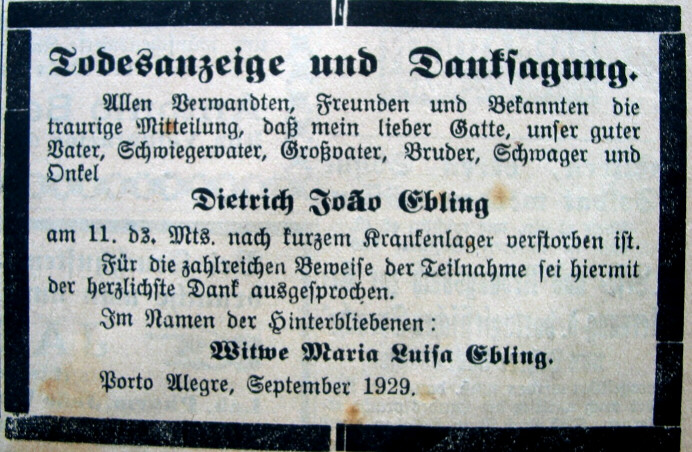 Todesanzeige und Danksagung.
Allen Verwandten, Freunden und Bekannten die
traurige Mitteilung, daß mein lieber Gatte, unser guter
Vater, Schwiegervater, Großvater, Bruder, Schwager und
Onkel
Dietrich João Ebling
am 11. ds. Mts. nach kurzem Krankenlager verstorben ist.
Für die zahlreichen Beweise der Teilnahme sei hiermit
der herzlichste Dank ausgesprochen.
Im Namen der Hinterbliebenen:
Witwe Maria Luisa Ebling.
Porto Alegre, September 1929.